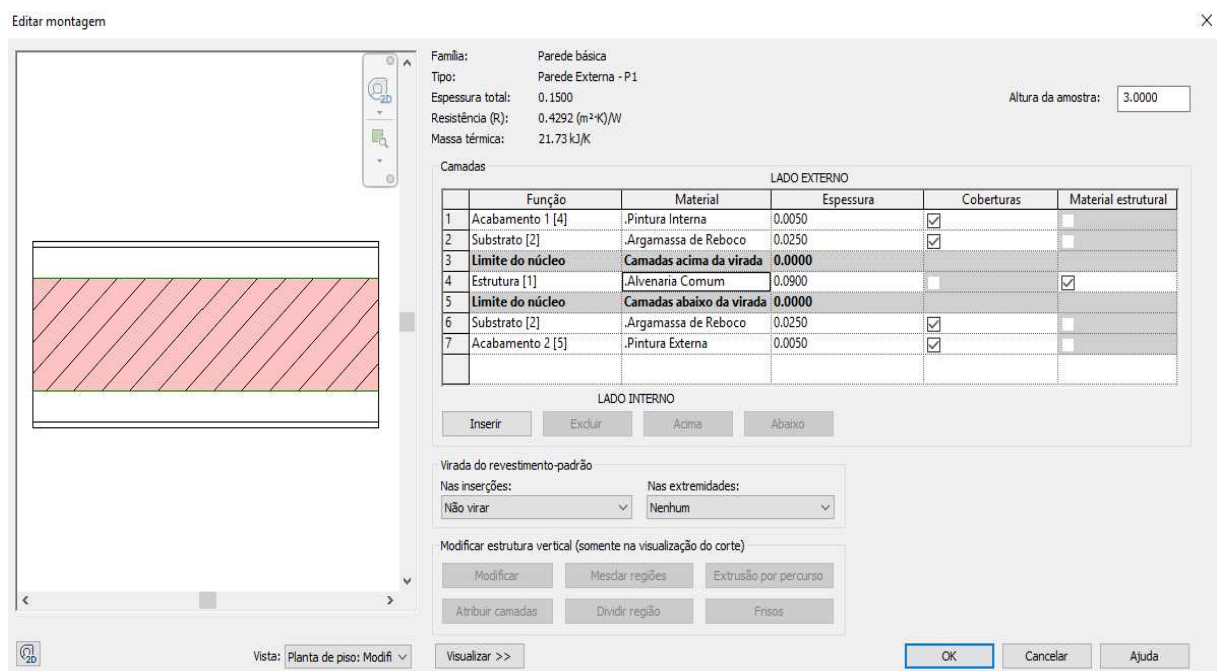 Editar montagem
Família: Parede básica
Tipo: Parede Externa - P1
Espessura total: 0.1500 Altura da amostra: 3.0000
Resistência (R): 0.4292 (m²·K)/W
Massa térmica: 21.73 kJ/K
Camadas
LADO EXTERNO
Função Material Espessura Coberturas Material estrutural
1 Acabamento 1 [4] .Pintura Interna 0.0050
2 Substrato [2] .Argamassa de Reboco 0.0250
3 Limite do núcleo Camadas acima da virada 0.0000
4 Estrutura [1] .Alvenaria Comum 0.0900
5 Limite do núcleo Camadas abaixo da virada 0.0000
6 Substrato [2] .Argamassa de Reboco 0.0250
7 Acabamento 2 [5] .Pintura Externa 0.0050
LADO INTERNO
Inserir Excluir Acima Abaixo
Virada do revestimento-padrão
Nas inserções: Nas extremidades:
Não virar Nenhum
Modificar estrutura vertical (somente na visualização do corte)
Modificar Mesclar regiões Extrusão por percurso
Atribuir camadas Dividir região Frisos
2D
2D Vista: Planta de piso: Modifi Visualizar >> OK Cancelar Ajuda